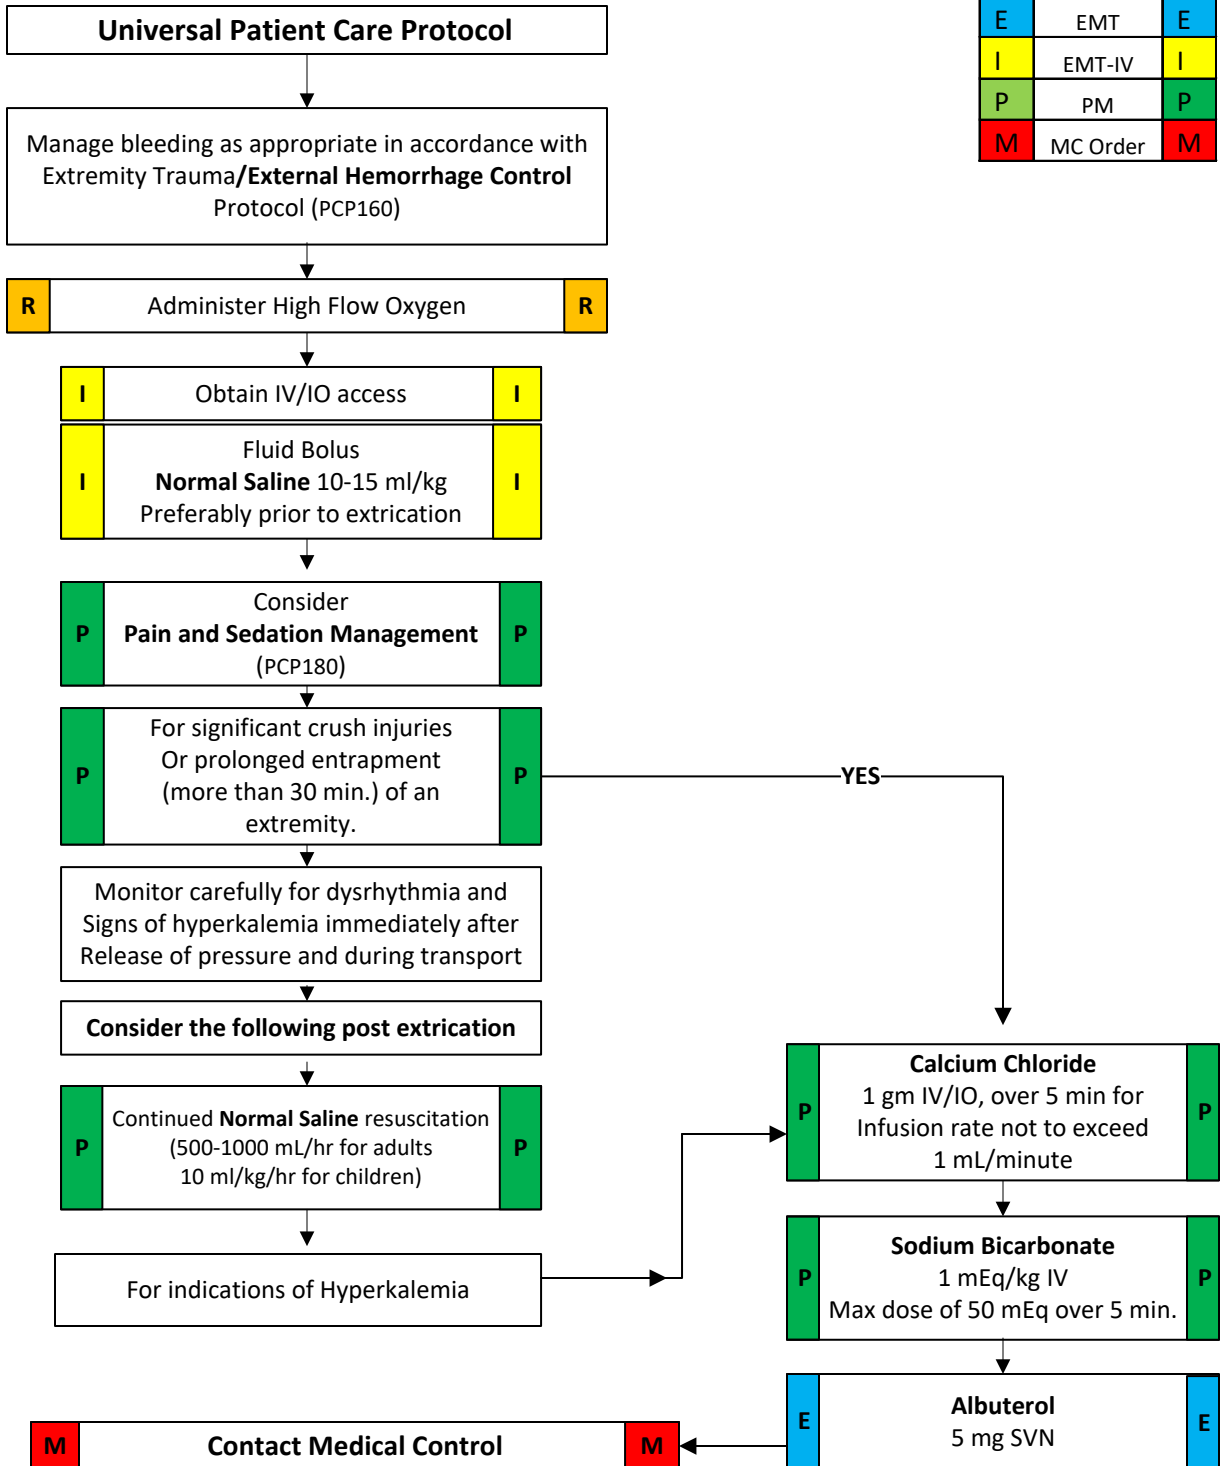 Universal Patient Care Protocol
E EMT E
I EMT-IV I
P PM P
M MC Order M
Manage bleeding as appropriate in accordance with
Extremity Trauma/External Hemorrhage Control
Protocol (PCP160)
R Administer High Flow Oxygen R
I Obtain IV/IO access I
Fluid Bolus
I Normal Saline 10-15 ml/kg I
Preferably prior to extrication
Consider
P Pain and Sedation Management P
(PCP180)
For significant crush injuries
Or prolonged entrapment
P (more than 30 min.) of an P
extremity.
YES
Monitor carefully for dysrhythmia and
Signs of hyperkalemia immediately after
Release of pressure and during transport
Consider the following post extrication
Continued Normal Saline resuscitation
P (500-1000 mL/hr for adults P
10 ml/kg/hr for children)
For indications of Hyperkalemia
Calcium Chloride
1 gm IV/IO, over 5 min for
P Infusion rate not to exceed P
1 mL/minute
Sodium Bicarbonate
P 1 mEq/kg IV P
Max dose of 50 mEq over 5 min.
E Albuterol E
5 mg SVN
M Contact Medical Control M